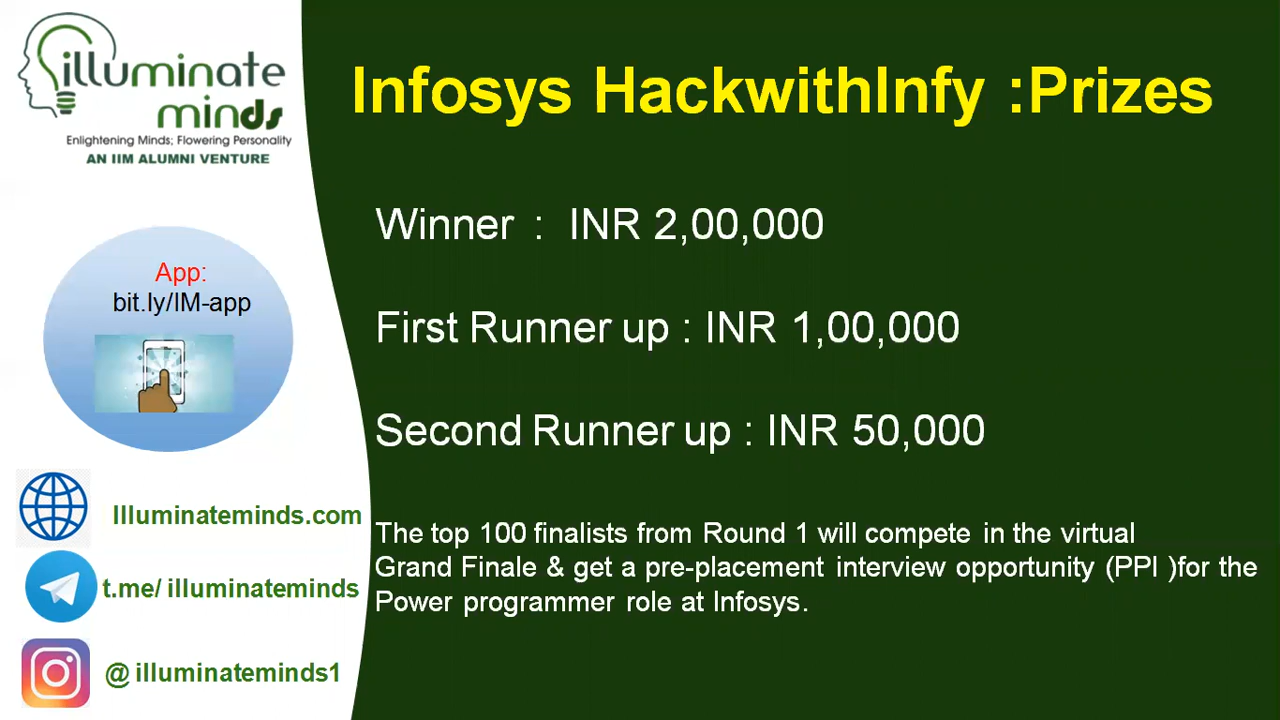 illuminate
minds
Enlightening Minds; Flowering Personality
AN IIM ALUMNI VENTURE
App:
bit.ly/IM-app
Illuminateminds.com
t.me/ illuminateminds
@ illuminateminds1
Infosys HackwithInfy :Prizes
Winner : INR 2,00,000
First Runner up : INR 1,00,000
Second Runner up : INR 50,000
The top 100 finalists from Round 1 will compete in the virtual
Grand Finale & get a pre-placement interview opportunity (PPI )for the
Power programmer role at Infosys.